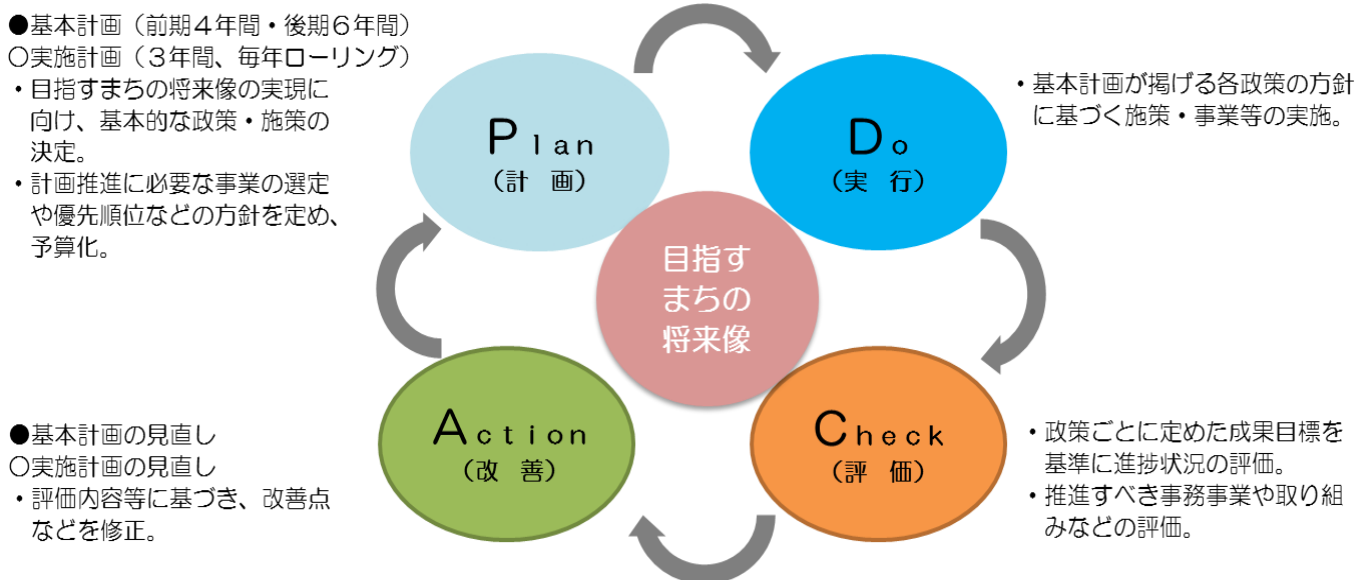 ●基本計画（前期４年間・後期６年間）
○実施計画（３年間、毎年ローリング）
・目指すまちの将来像の実現に
向け、基本的な政策・施策の
決定。
・計画推進に必要な事業の選定
や優先順位などの方針を定め、
予算化。
Ｐｌａｎ
（計　画）
Ｄｏ
（実　行）
・基本計画が掲げる各政策の方針
に基づく施策・事業等の実施。
目指す
まちの
将来像
●基本計画の見直し
○実施計画の見直し
・評価内容等に基づき、改善点
などを修正。
Ａｃｔｉｏｎ
（改　善）
Ｃｈｅｃｋ
（評　価）
・政策ごとに定めた成果目標を
基準に進捗状況の評価。
・推進すべき事務事業や取り組
みなどの評価。